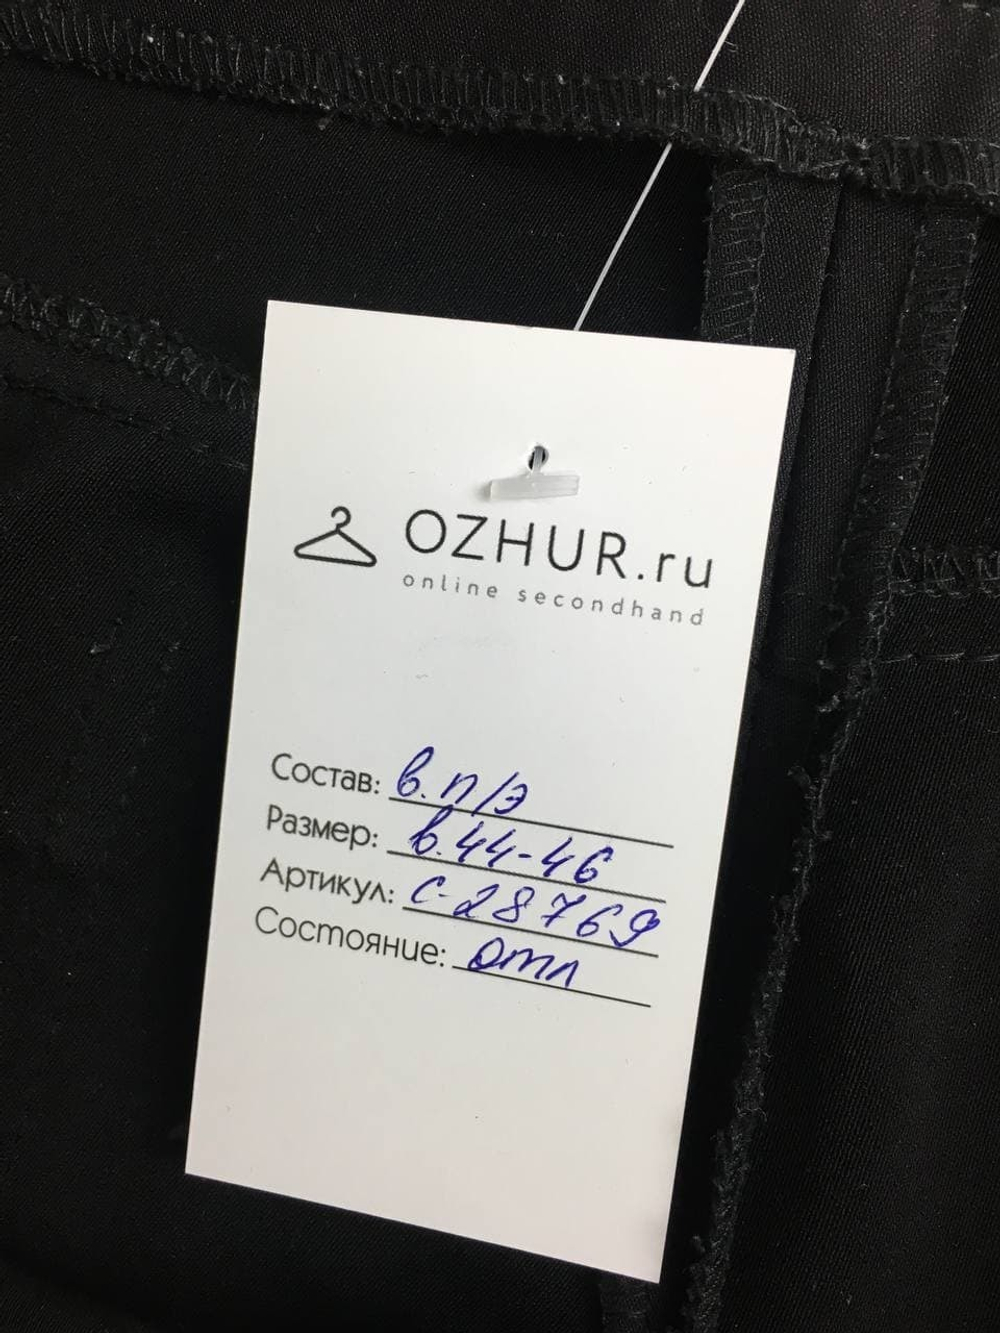 OZHUR.ru
online secondhand
Состав: в. п/э
Размер: в. 44-46
Артикул: С-28769
Состояние: отл